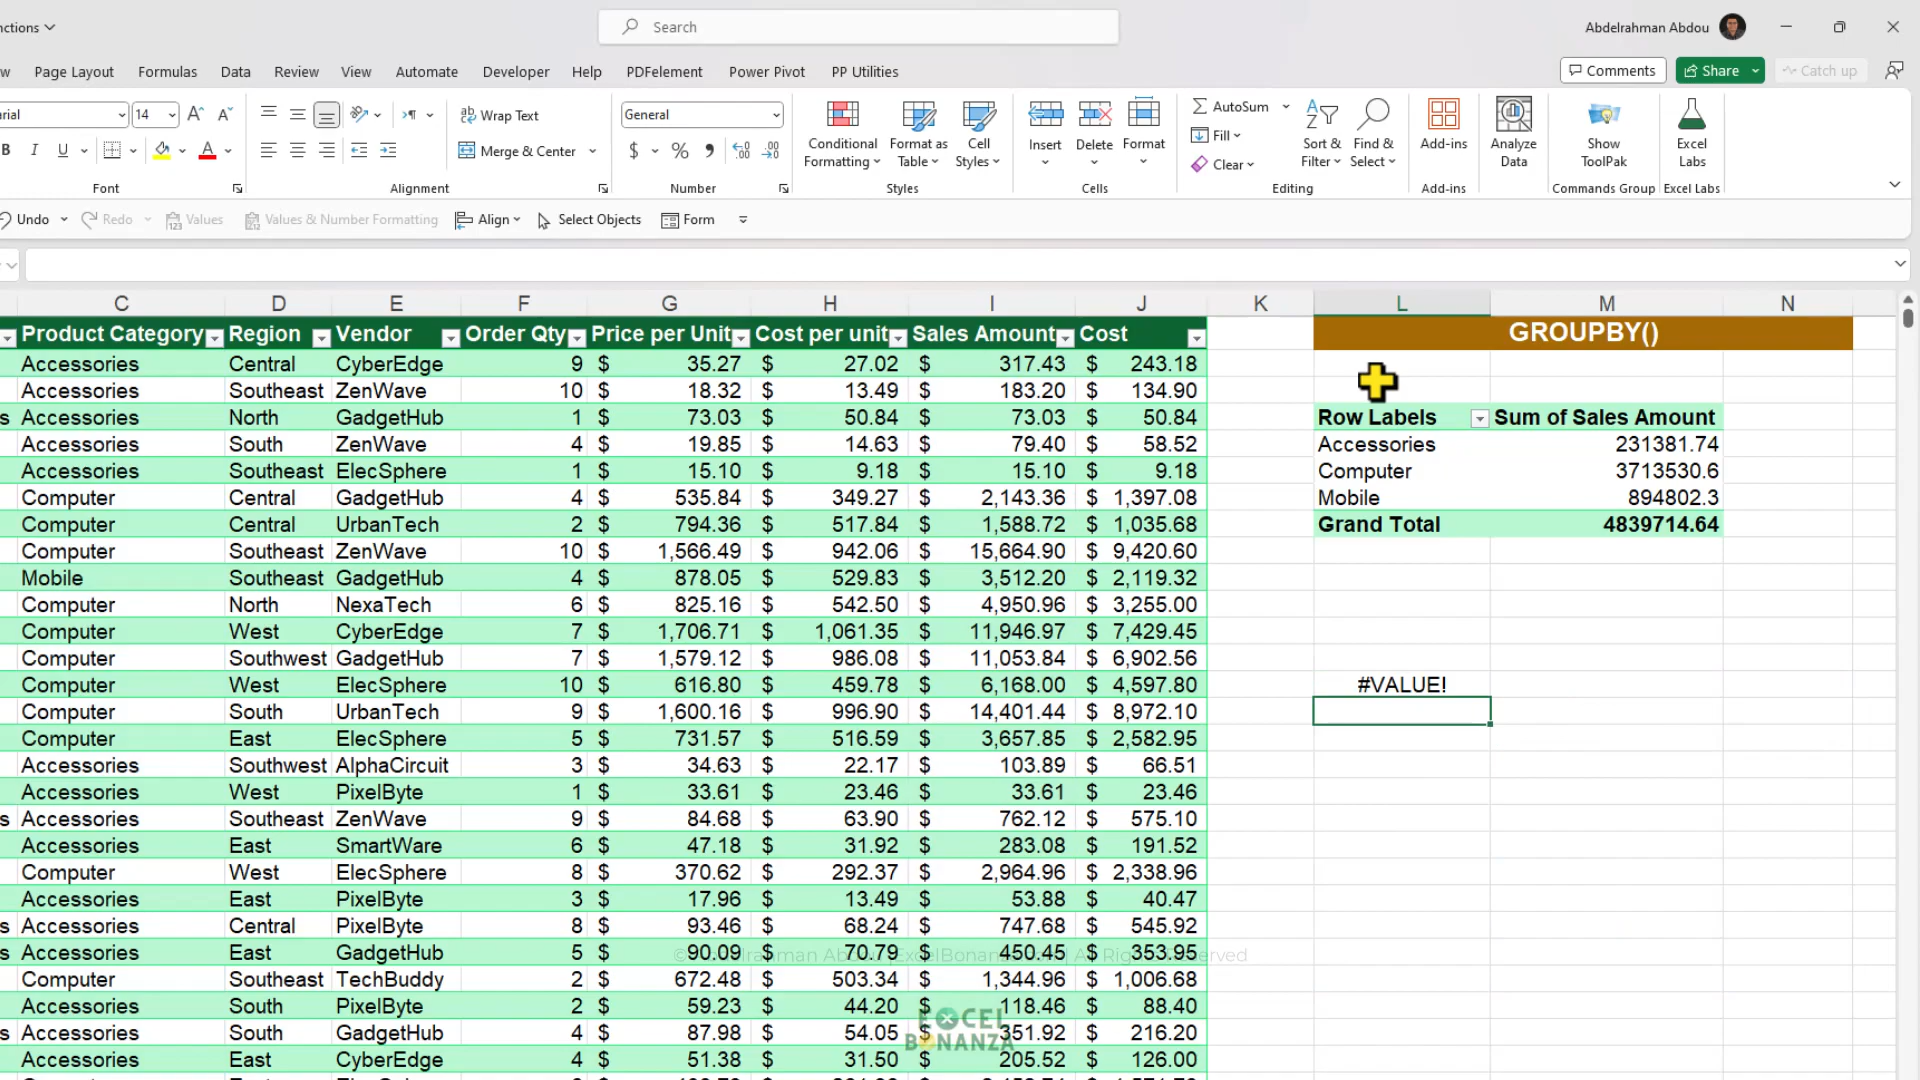 nctions
Search
Abdelrahman Abdou
w Page Layout Formulas Data Review View Automate Developer Help PDFelement Power Pivot PP Utilities
Comments Share Catch up
rial 14 Wrap Text General
Conditional Formatting Format as Table Cell Styles Insert Delete Format
AutoSum Sort & Filter Find & Select Add-ins Analyze Data Show ToolPak Excel Labs
Fill
B I U A Merge & Center $ %
Clear
Font Alignment Number Styles Cells Editing Add-ins Commands Group Excel Labs
Undo Redo Values Values & Number Formatting Align Select Objects Form
C D E F G H I J K L M N
Product Category Region Vendor Order Qty Price per Unit Cost per unit Sales Amount Cost GROUPBY()
Accessories Central CyberEdge 9 $ 35.27 $ 27.02 $ 317.43 $ 243.18
Accessories Southeast ZenWave 10 $ 18.32 $ 13.49 $ 183.20 $ 134.90
s Accessories North GadgetHub 1 $ 73.03 $ 50.84 $ 73.03 $ 50.84 Row Labels Sum of Sales Amount
Accessories South ZenWave 4 $ 19.85 $ 14.63 $ 79.40 $ 58.52 Accessories 231381.74
Accessories Southeast ElecSphere 1 $ 15.10 $ 9.18 $ 15.10 $ 9.18 Computer 3713530.6
Computer Central GadgetHub 4 $ 535.84 $ 349.27 $ 2,143.36 $ 1,397.08 Mobile 894802.3
Computer Central UrbanTech 2 $ 794.36 $ 517.84 $ 1,588.72 $ 1,035.68 Grand Total 4839714.64
Computer Southeast ZenWave 10 $ 1,566.49 $ 942.06 $ 15,664.90 $ 9,420.60
Mobile Southeast GadgetHub 4 $ 878.05 $ 529.83 $ 3,512.20 $ 2,119.32
Computer North NexaTech 6 $ 825.16 $ 542.50 $ 4,950.96 $ 3,255.00
Computer West CyberEdge 7 $ 1,706.71 $ 1,061.35 $ 11,946.97 $ 7,429.45
Computer Southwest GadgetHub 7 $ 1,579.12 $ 986.08 $ 11,053.84 $ 6,902.56
Computer West ElecSphere 10 $ 616.80 $ 459.78 $ 6,168.00 $ 4,597.80 #VALUE!
Computer South UrbanTech 9 $ 1,600.16 $ 996.90 $ 14,401.44 $ 8,972.10
Computer East ElecSphere 5 $ 731.57 $ 516.59 $ 3,657.85 $ 2,582.95
Accessories Southwest AlphaCircuit 3 $ 34.63 $ 22.17 $ 103.89 $ 66.51
Accessories West PixelByte 1 $ 33.61 $ 23.46 $ 33.61 $ 23.46
s Accessories Southeast ZenWave 9 $ 84.68 $ 63.90 $ 762.12 $ 575.10
Accessories East SmartWare 6 $ 47.18 $ 31.92 $ 283.08 $ 191.52
Computer West ElecSphere 8 $ 370.62 $ 292.37 $ 2,964.96 $ 2,338.96
Accessories East PixelByte 3 $ 17.96 $ 13.49 $ 53.88 $ 40.47
s Accessories Central PixelByte 8 $ 93.46 $ 68.24 $ 747.68 $ 545.92
s Accessories East GadgetHub 5 $ 90.09 $ 70.79 $ 450.45 $ 353.95
Computer Southeast TechBuddy 2 $ 672.48 $ 503.34 $ 1,344.96 $ 1,006.68
Accessories South PixelByte 2 $ 59.23 $ 44.20 $ 118.46 $ 88.40
s Accessories South GadgetHub 4 $ 87.98 $ 54.05 $ 351.92 $ 216.20
EXCEL
BONANZA
Accessories East CyberEdge 4 $ 51.38 $ 31.50 $ 205.52 $ 126.00